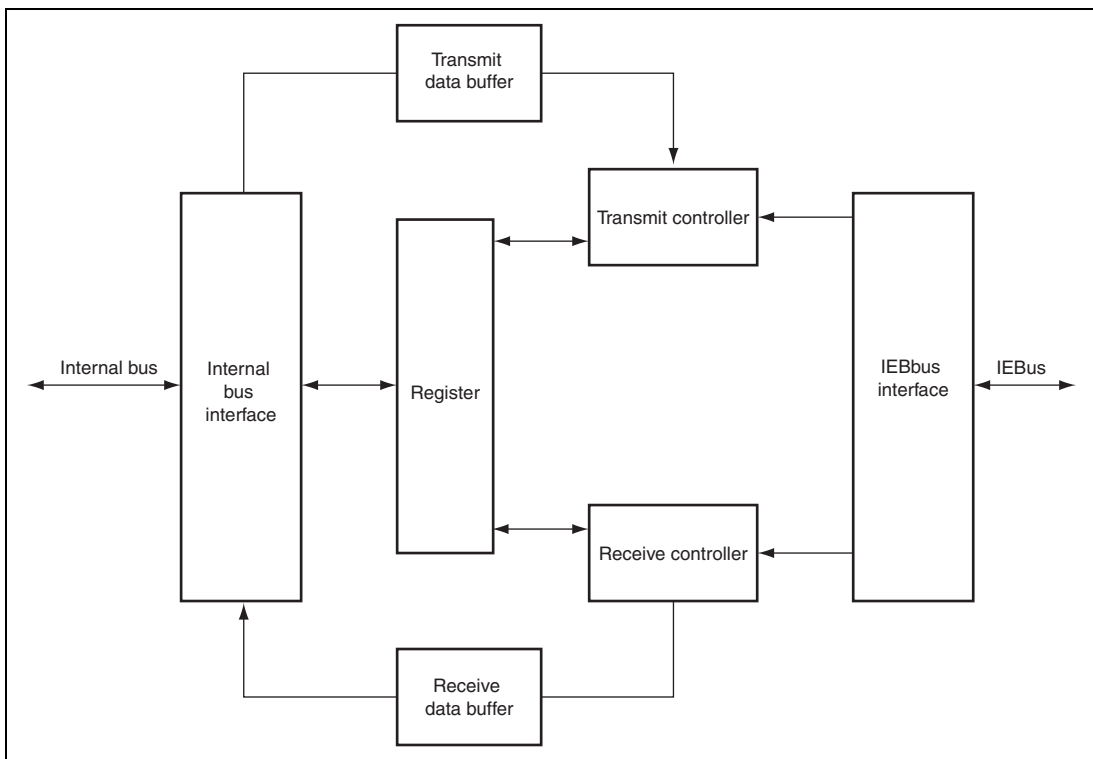 Transmit
data buffer
Transmit controller
Internal bus
Internal
bus
interface
Register
IEBbus
interface
IEBus
Receive controller
Receive
data buffer